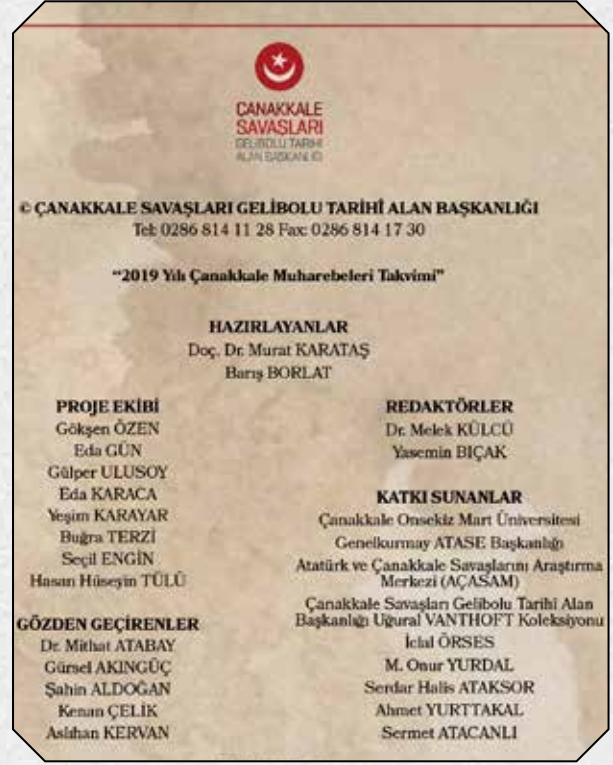 ÇANAKKALE
SAVAŞLARI
GELİBOLU TARİHİ
ALAN BAŞKANLIĞI
© ÇANAKKALE SAVAŞLARI GELİBOLU TARİHÎ ALAN BAŞKANLIĞI
Tel: 0286 814 11 28 Fax: 0286 814 17 30
“2019 Yılı Çanakkale Muharebeleri Takvimi”
HAZIRLAYANLAR
Doç. Dr. Murat KARATAŞ
Barış BORLAT
PROJE EKİBİ
Gökşen ÖZEN
Eda GÜN
Gülper ULUSOY
Eda KARACA
Yeşim KARAYAR
Buğra TERZİ
Seçil ENGİN
Hasan Hüseyin TÜLÜ
GÖZDEN GEÇİRENLER
Dr. Mithat ATABAY
Gürsel AKINGÜÇ
Şahin ALDOĞAN
Kenan ÇELİK
Aslıhan KERVAN
REDAKTÖRLER
Dr. Melek KÜLCÜ
Yasemin BIÇAK
KATKI SUNANLAR
Çanakkale Onsekiz Mart Üniversitesi
Genelkurmay ATASE Başkanlığı
Atatürk ve Çanakkale Savaşlarını Araştırma
Merkezi (AÇASAM)
Çanakkale Savaşları Gelibolu Tarihî Alan
Başkanlığı Uğural VANTHOFT Koleksiyonu
İclal ÖRSES
M. Onur YURDAL
Serdar Halis ATAKSOR
Ahmet YURTTAKAL
Sermet ATACANLI